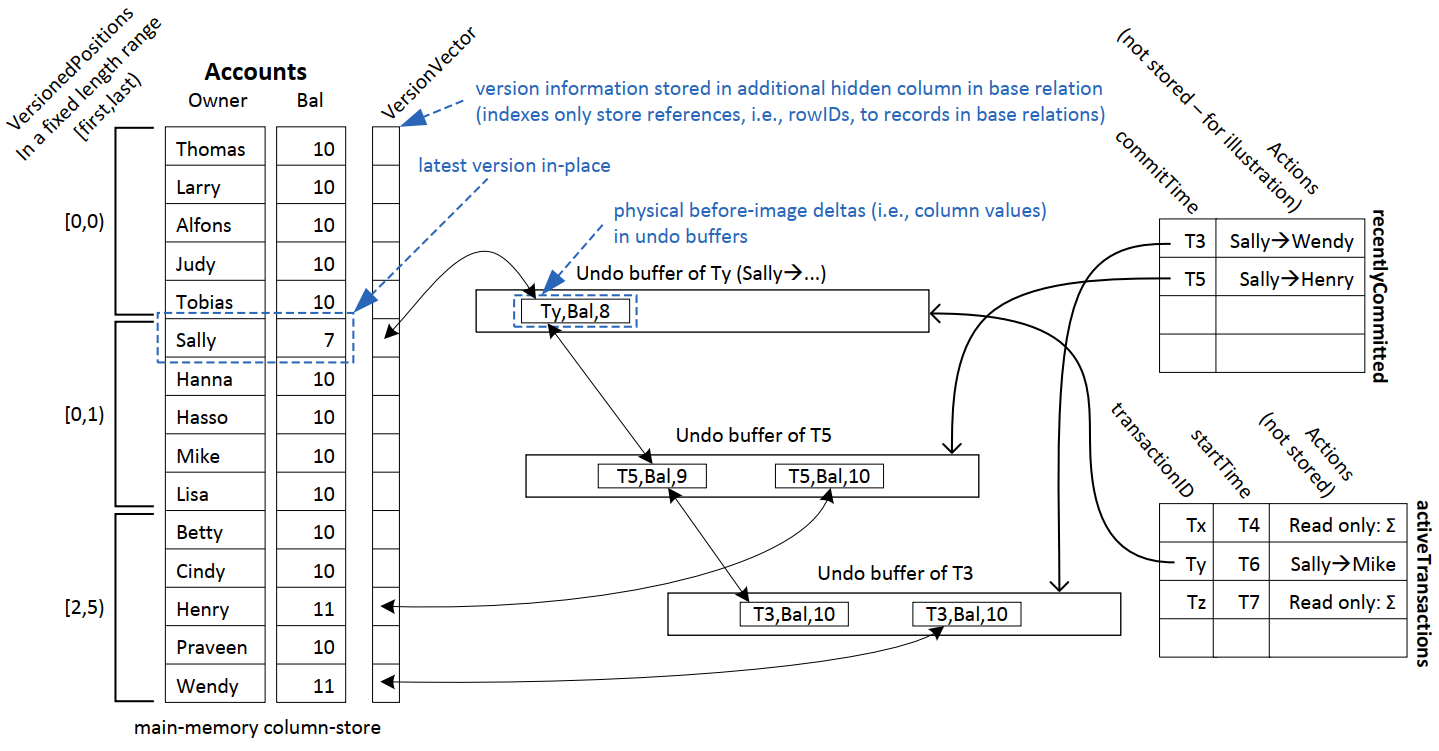 VersionedPositions
In a fixed length range
[first,last)
Accounts
Owner
Bal
VersionVector
version information stored in additional hidden column in base relation
(indexes only store references, i.e., rowIDs, to records in base relations)
latest version in-place
physical before-image deltas (i.e., column values)
in undo buffers
[0,0)
[0,1)
[2,5)
Thomas 10
Larry 10
Alfons 10
Judy 10
Tobias 10
Sally 7
Hanna 10
Hasso 10
Mike 10
Lisa 10
Betty 10
Cindy 10
Henry 11
Praveen 10
Wendy 11
main-memory column-store
Undo buffer of Ty (Sally→...)
Ty,Bal,8
Undo buffer of T5
T5,Bal,9
T5,Bal,10
Undo buffer of T3
T3,Bal,10
T3,Bal,10
commitTime
Actions
(not stored – for illustration)
T3 Sally→Wendy
T5 Sally→Henry
recentlyCommitted
transactionID
startTime
Actions
(not stored)
Tx T4 Read only: Σ
Ty T6 Sally→Mike
Tz T7 Read only: Σ
activeTransactions